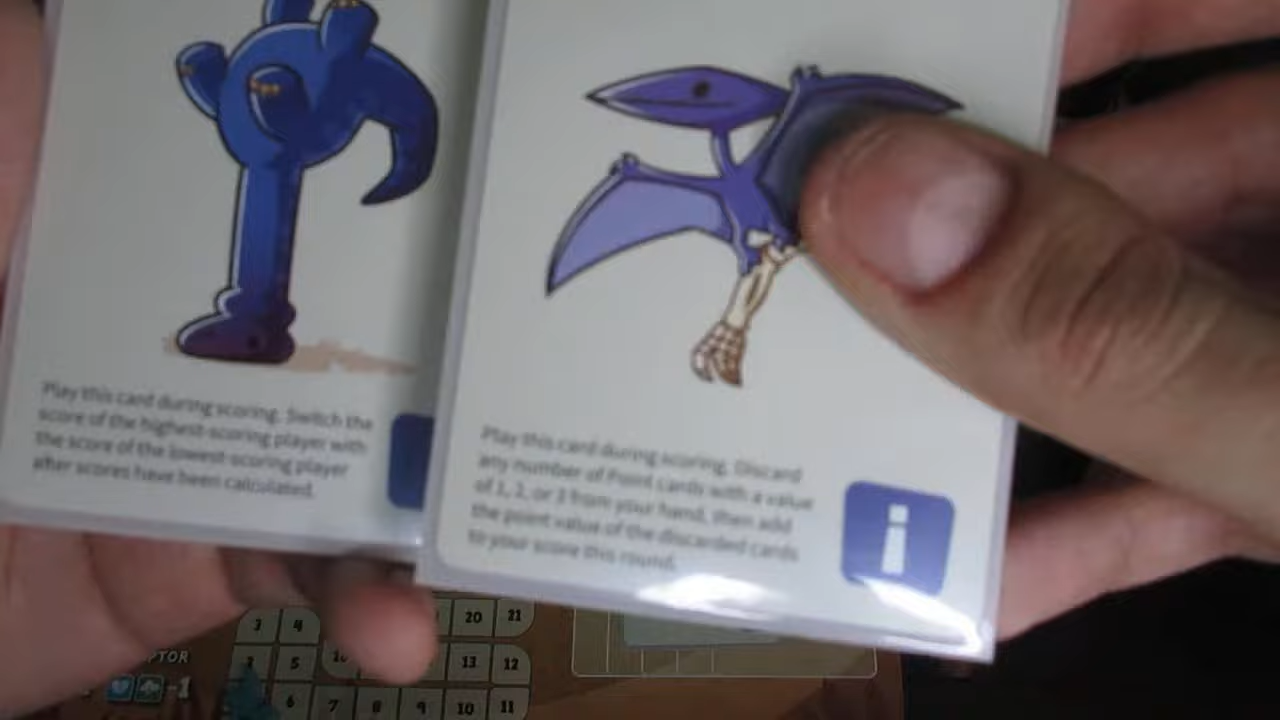 Play this card during scoring. Switch the
score of the highest-scoring player with
the score of the lowest-scoring player
after scores have been calculated.
Play this card during scoring. Discard
any number of Point cards with a value
of 1, 2, or 3 from your hand, then add
the point value of the discarded cards
to your score this round.
i
3 4 20 21
5 13 12
PTOR
-1
6 7 8 9 10 11